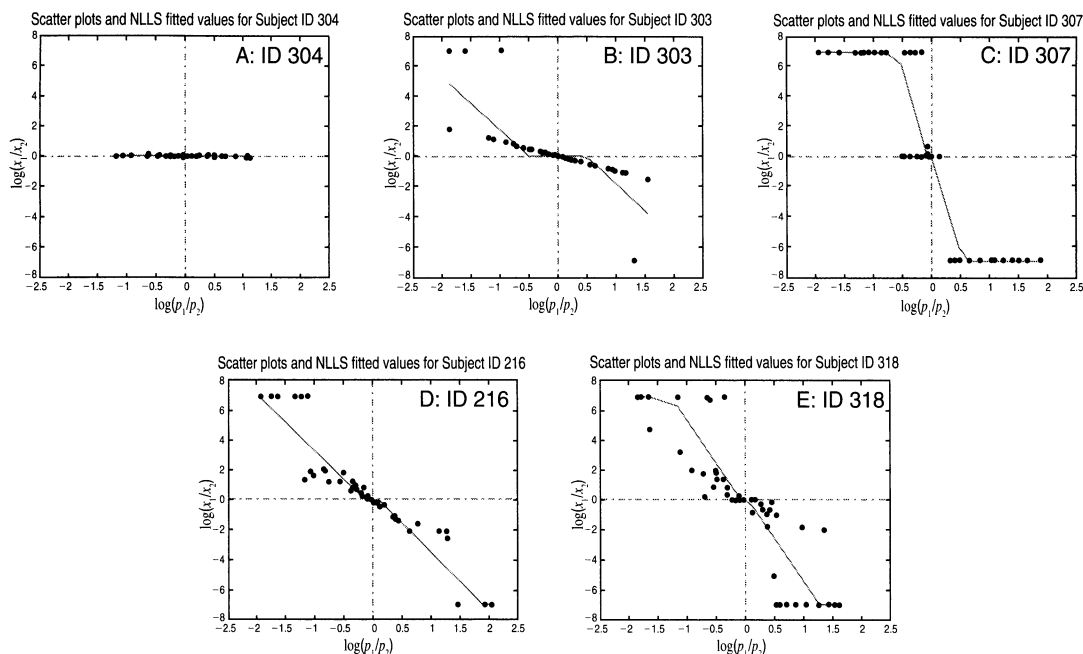 Scatter plots and NLLS fitted values for Subject ID 304
A: ID 304
8
6
4
2
0
−2
−4
−6
−8
log(x₁/x₂)
−2.5 −2 −1.5 −1 −0.5 0 0.5 1 1.5 2 2.5
log(p₁/p₂)
Scatter plots and NLLS fitted values for Subject ID 303
B: ID 303
8
6
4
2
0
−2
−4
−6
−8
log(x₁/x₂)
−2.5 −2 −1.5 −1 −0.5 0 0.5 1 1.5 2 2.5
log(p₁/p₂)
Scatter plots and NLLS fitted values for Subject ID 307
C: ID 307
8
6
4
2
0
−2
−4
−6
−8
log(x₁/x₂)
−2.5 −2 −1.5 −1 −0.5 0 0.5 1 1.5 2 2.5
log(p₁/p₂)
Scatter plots and NLLS fitted values for Subject ID 216
D: ID 216
8
6
4
2
0
−2
−4
−6
−8
log(x₁/x₂)
−2.5 −2 −1.5 −1 −0.5 0 0.5 1 1.5 2 2.5
log(p₁/p₂)
Scatter plots and NLLS fitted values for Subject ID 318
E: ID 318
8
6
4
2
0
−2
−4
−6
−8
log(x₁/x₂)
−2.5 −2 −1.5 −1 −0.5 0 0.5 1 1.5 2 2.5
log(p₁/p₂)